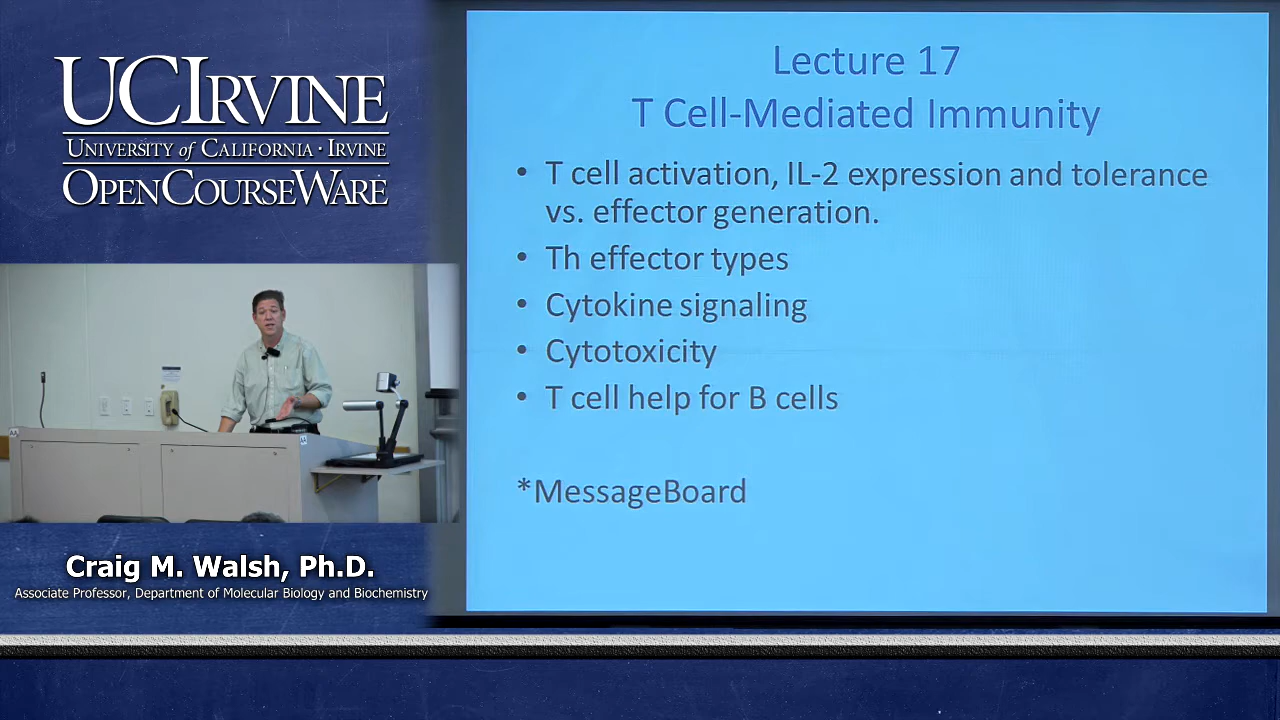 UCIRVINE
UNIVERSITY of CALIFORNIA · IRVINE
OPENCOURSEWARE
Craig M. Walsh, Ph.D.
Associate Professor, Department of Molecular Biology and Biochemistry
Lecture 17
T Cell-Mediated Immunity
• T cell activation, IL-2 expression and tolerance
vs. effector generation.
• Th effector types
• Cytokine signaling
• Cytotoxicity
• T cell help for B cells
*MessageBoard